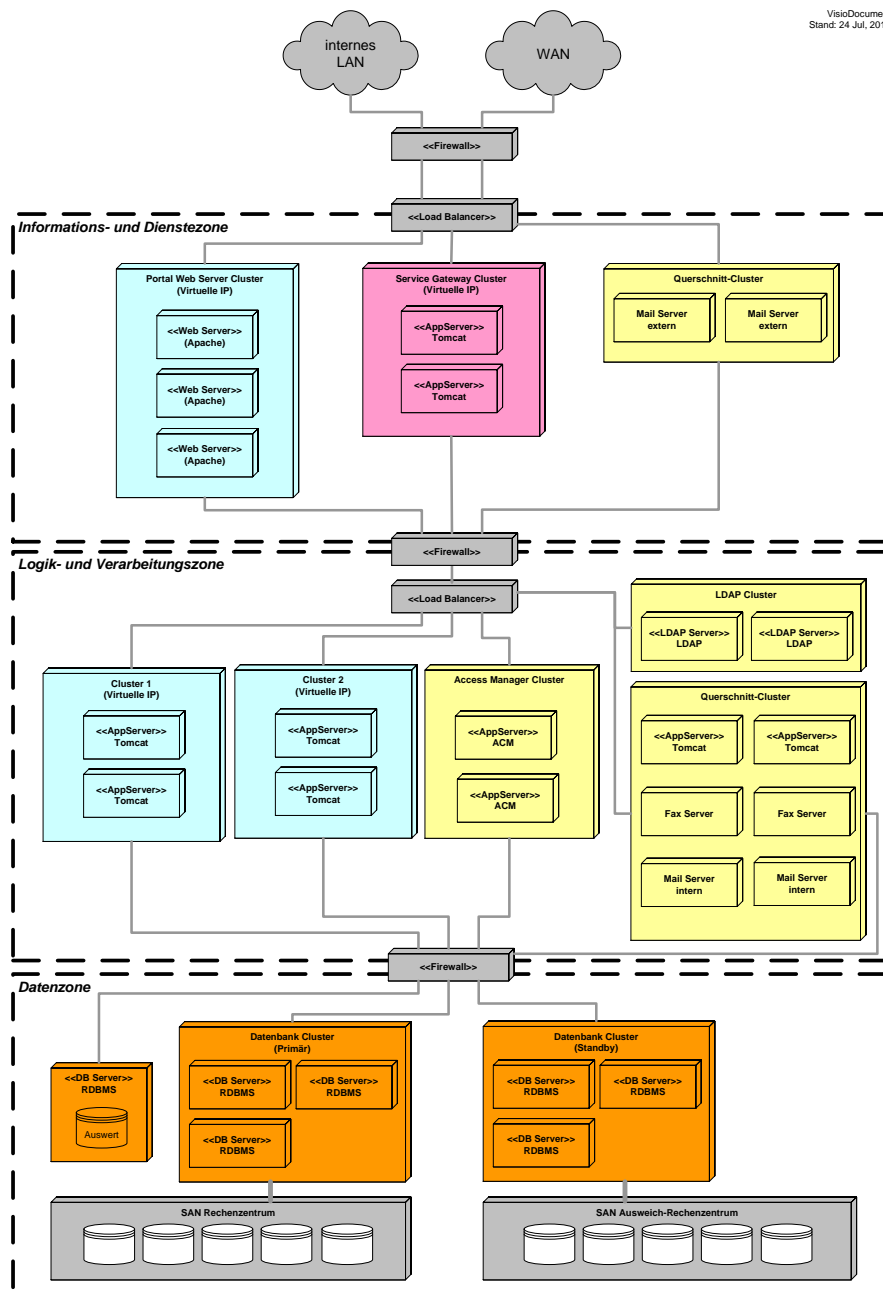 VisioDocume
Stand: 24 Jul, 201
internes
LAN
WAN
<<Firewall>>
<<Load Balancer>>
Informations- und Dienstezone
Portal Web Server Cluster
(Virtuelle IP)
<<Web Server>>
(Apache)
<<Web Server>>
(Apache)
<<Web Server>>
(Apache)
Service Gateway Cluster
(Virtuelle IP)
<<AppServer>>
Tomcat
<<AppServer>>
Tomcat
Querschnitt-Cluster
Mail Server
extern
Mail Server
extern
<<Firewall>>
Logik- und Verarbeitungszone
<<Load Balancer>>
LDAP Cluster
<<LDAP Server>>
LDAP
<<LDAP Server>>
LDAP
Cluster 1
(Virtuelle IP)
<<AppServer>>
Tomcat
<<AppServer>>
Tomcat
Cluster 2
(Virtuelle IP)
<<AppServer>>
Tomcat
<<AppServer>>
Tomcat
Access Manager Cluster
<<AppServer>>
ACM
<<AppServer>>
ACM
Querschnitt-Cluster
<<AppServer>>
Tomcat
<<AppServer>>
Tomcat
Fax Server
Fax Server
Mail Server
intern
Mail Server
intern
<<Firewall>>
Datenzone
<<DB Server>>
RDBMS
Auswert
Datenbank Cluster
(Primär)
<<DB Server>>
RDBMS
<<DB Server>>
RDBMS
<<DB Server>>
RDBMS
Datenbank Cluster
(Standby)
<<DB Server>>
RDBMS
<<DB Server>>
RDBMS
<<DB Server>>
RDBMS
SAN Rechenzentrum
SAN Ausweich-Rechenzentrum